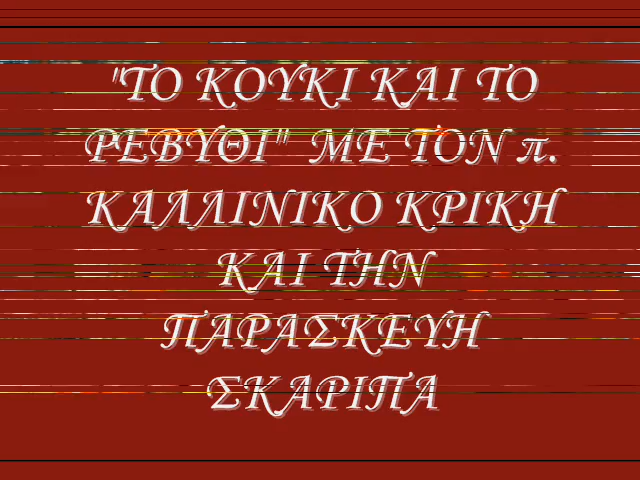 "ΤΟ ΚΟΥΚΙ ΚΑΙ ΤΟ
ΡΕΒΥΘΙ" ΜΕ ΤΟΝ π.
ΚΑΛΛΙΝΙΚΟ ΚΡΙΚΗ
ΚΑΙ ΤΗΝ
ΠΑΡΑΣΚΕΥΗ
ΣΚΑΡΙΠΑ